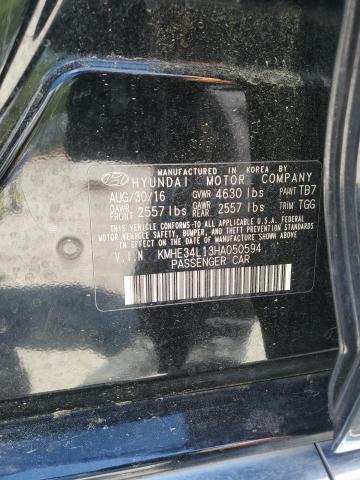 MANUFACTURED IN KOREA BY
HYUNDAI MOTOR COMPANY
AUG/30/16 GVWR 4630 lbs PAINT TB7
GAWR FRONT 2557 lbs GAWR REAR 2557 lbs TRIM TGG
THIS VEHICLE CONFORMS TO ALL APPLICABLE FEDERAL
MOTOR VEHICLE SAFETY, BUMPER, AND THEFT PREVENTION
STANDARDS IN EFFECT ON THE DATE OF MANUFACTURE SHOWN ABOVE.
V.I.N KMHE34L13HA050594
PASSENGER CAR